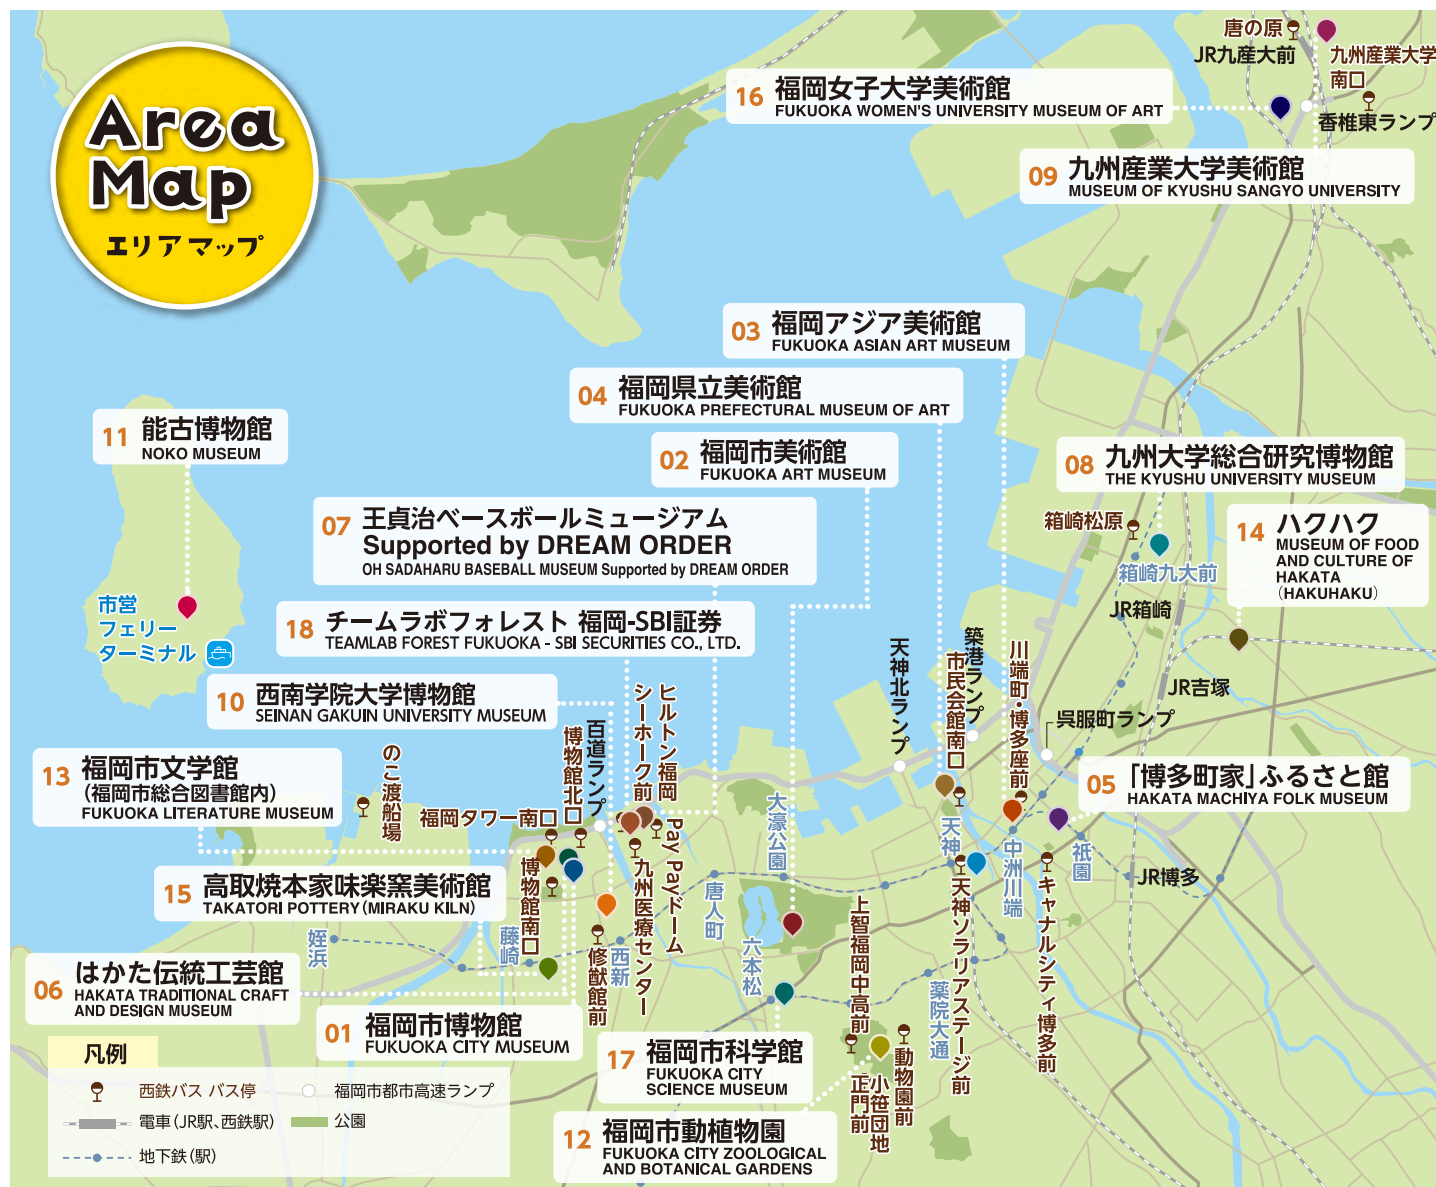 Area
Map
エリアマップ
唐の原
JR九産大前
九州産業大学
南口
香椎東ランプ
16 福岡女子大学美術館
FUKUOKA WOMEN'S UNIVERSITY MUSEUM OF ART
09 九州産業大学美術館
MUSEUM OF KYUSHU SANGYO UNIVERSITY
03 福岡アジア美術館
FUKUOKA ASIAN ART MUSEUM
04 福岡県立美術館
FUKUOKA PREFECTURAL MUSEUM OF ART
02 福岡市美術館
FUKUOKA ART MUSEUM
11 能古博物館
NOKO MUSEUM
08 九州大学総合研究博物館
THE KYUSHU UNIVERSITY MUSEUM
07 王貞治ベースボールミュージアム
Supported by DREAM ORDER
OH SADAHARU BASEBALL MUSEUM Supported by DREAM ORDER
14 ハクハク
MUSEUM OF FOOD
AND CULTURE OF
HAKATA
(HAKUHAKU)
箱崎松原
箱崎九大前
JR箱崎
JR吉塚
市営
フェリー
ターミナル
18 チームラボフォレスト 福岡-SBI証券
TEAMLAB FOREST FUKUOKA - SBI SECURITIES CO., LTD.
10 西南学院大学博物館
SEINAN GAKUIN UNIVERSITY MUSEUM
13 福岡市文学館
(福岡市総合図書館内)
FUKUOKA LITERATURE MUSEUM
のこ渡船場
福岡タワー南口
博物館北口
百道ランプ
ヒルトン福岡
シーホーク前
Pay Payドーム
九州医療センター
大濠公園
天神北ランプ
市民会館南口
築港ランプ
川端町・博多座前
呉服町ランプ
05 「博多町家」ふるさと館
HAKATA MACHIYA FOLK MUSEUM
15 高取焼本家味楽窯美術館
TAKATORI POTTERY(MIRAKU KILN)
博物館南口
藤崎
姪浜
西新
修猷館前
唐人町
六本松
天神
中洲川端
祇園
JR博多
キャナルシティ博多前
天神ソラリアステージ前
薬院大通
上智福岡中高前
動物園前
小笹団地
正門前
06 はかた伝統工芸館
HAKATA TRADITIONAL CRAFT
AND DESIGN MUSEUM
01 福岡市博物館
FUKUOKA CITY MUSEUM
17 福岡市科学館
FUKUOKA CITY
SCIENCE MUSEUM
12 福岡市動植物園
FUKUOKA CITY ZOOLOGICAL
AND BOTANICAL GARDENS
凡例
西鉄バス バス停
福岡市都市高速ランプ
電車(JR駅、西鉄駅)
公園
地下鉄(駅)